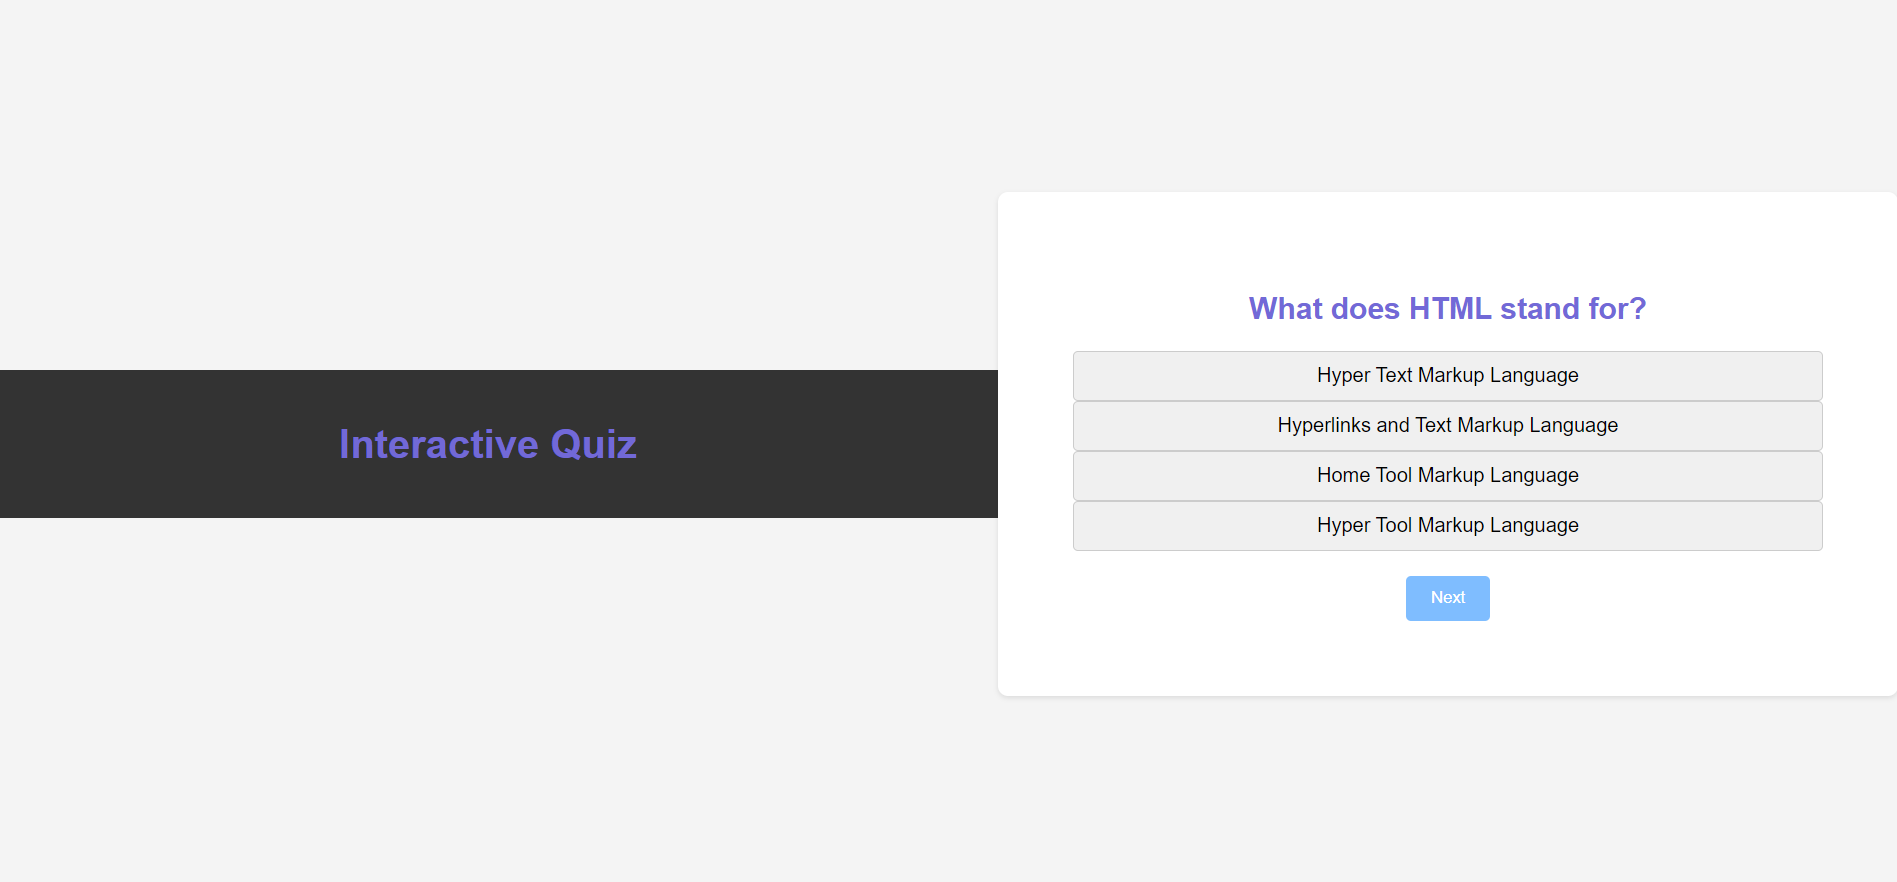 Interactive Quiz
What does HTML stand for?
Hyper Text Markup Language
Hyperlinks and Text Markup Language
Home Tool Markup Language
Hyper Tool Markup Language
Next